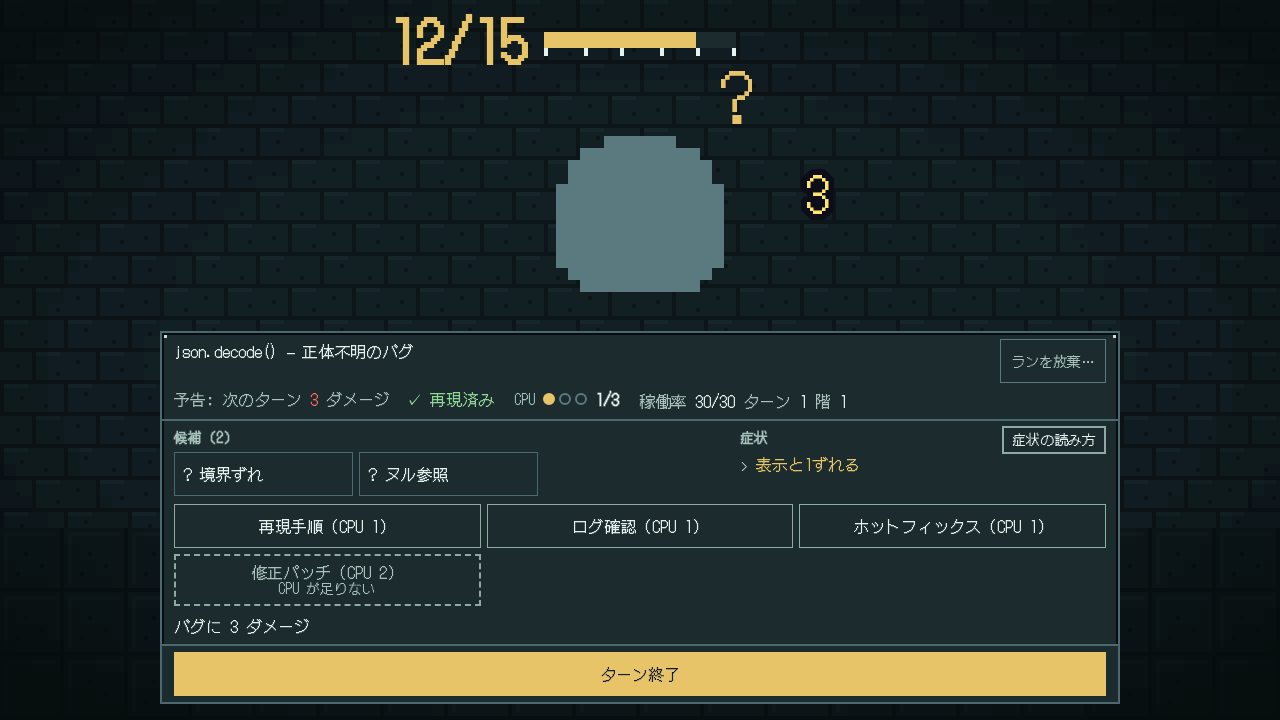 12/15
?
3
json.decode() – 正体不明のバグ
ランを放棄…
予告: 次のターン 3 ダメージ ✓ 再現済み CPU 1/3 稼働率 30/30 ターン 1 階 1
候補 (2)
症状
症状の読み方
? 境界ずれ
? ヌル参照
› 表示と1ずれる
再現手順 (CPU 1)
ログ確認 (CPU 1)
ホットフィックス (CPU 1)
修正パッチ (CPU 2)
CPU が足りない
バグに 3 ダメージ
ターン終了